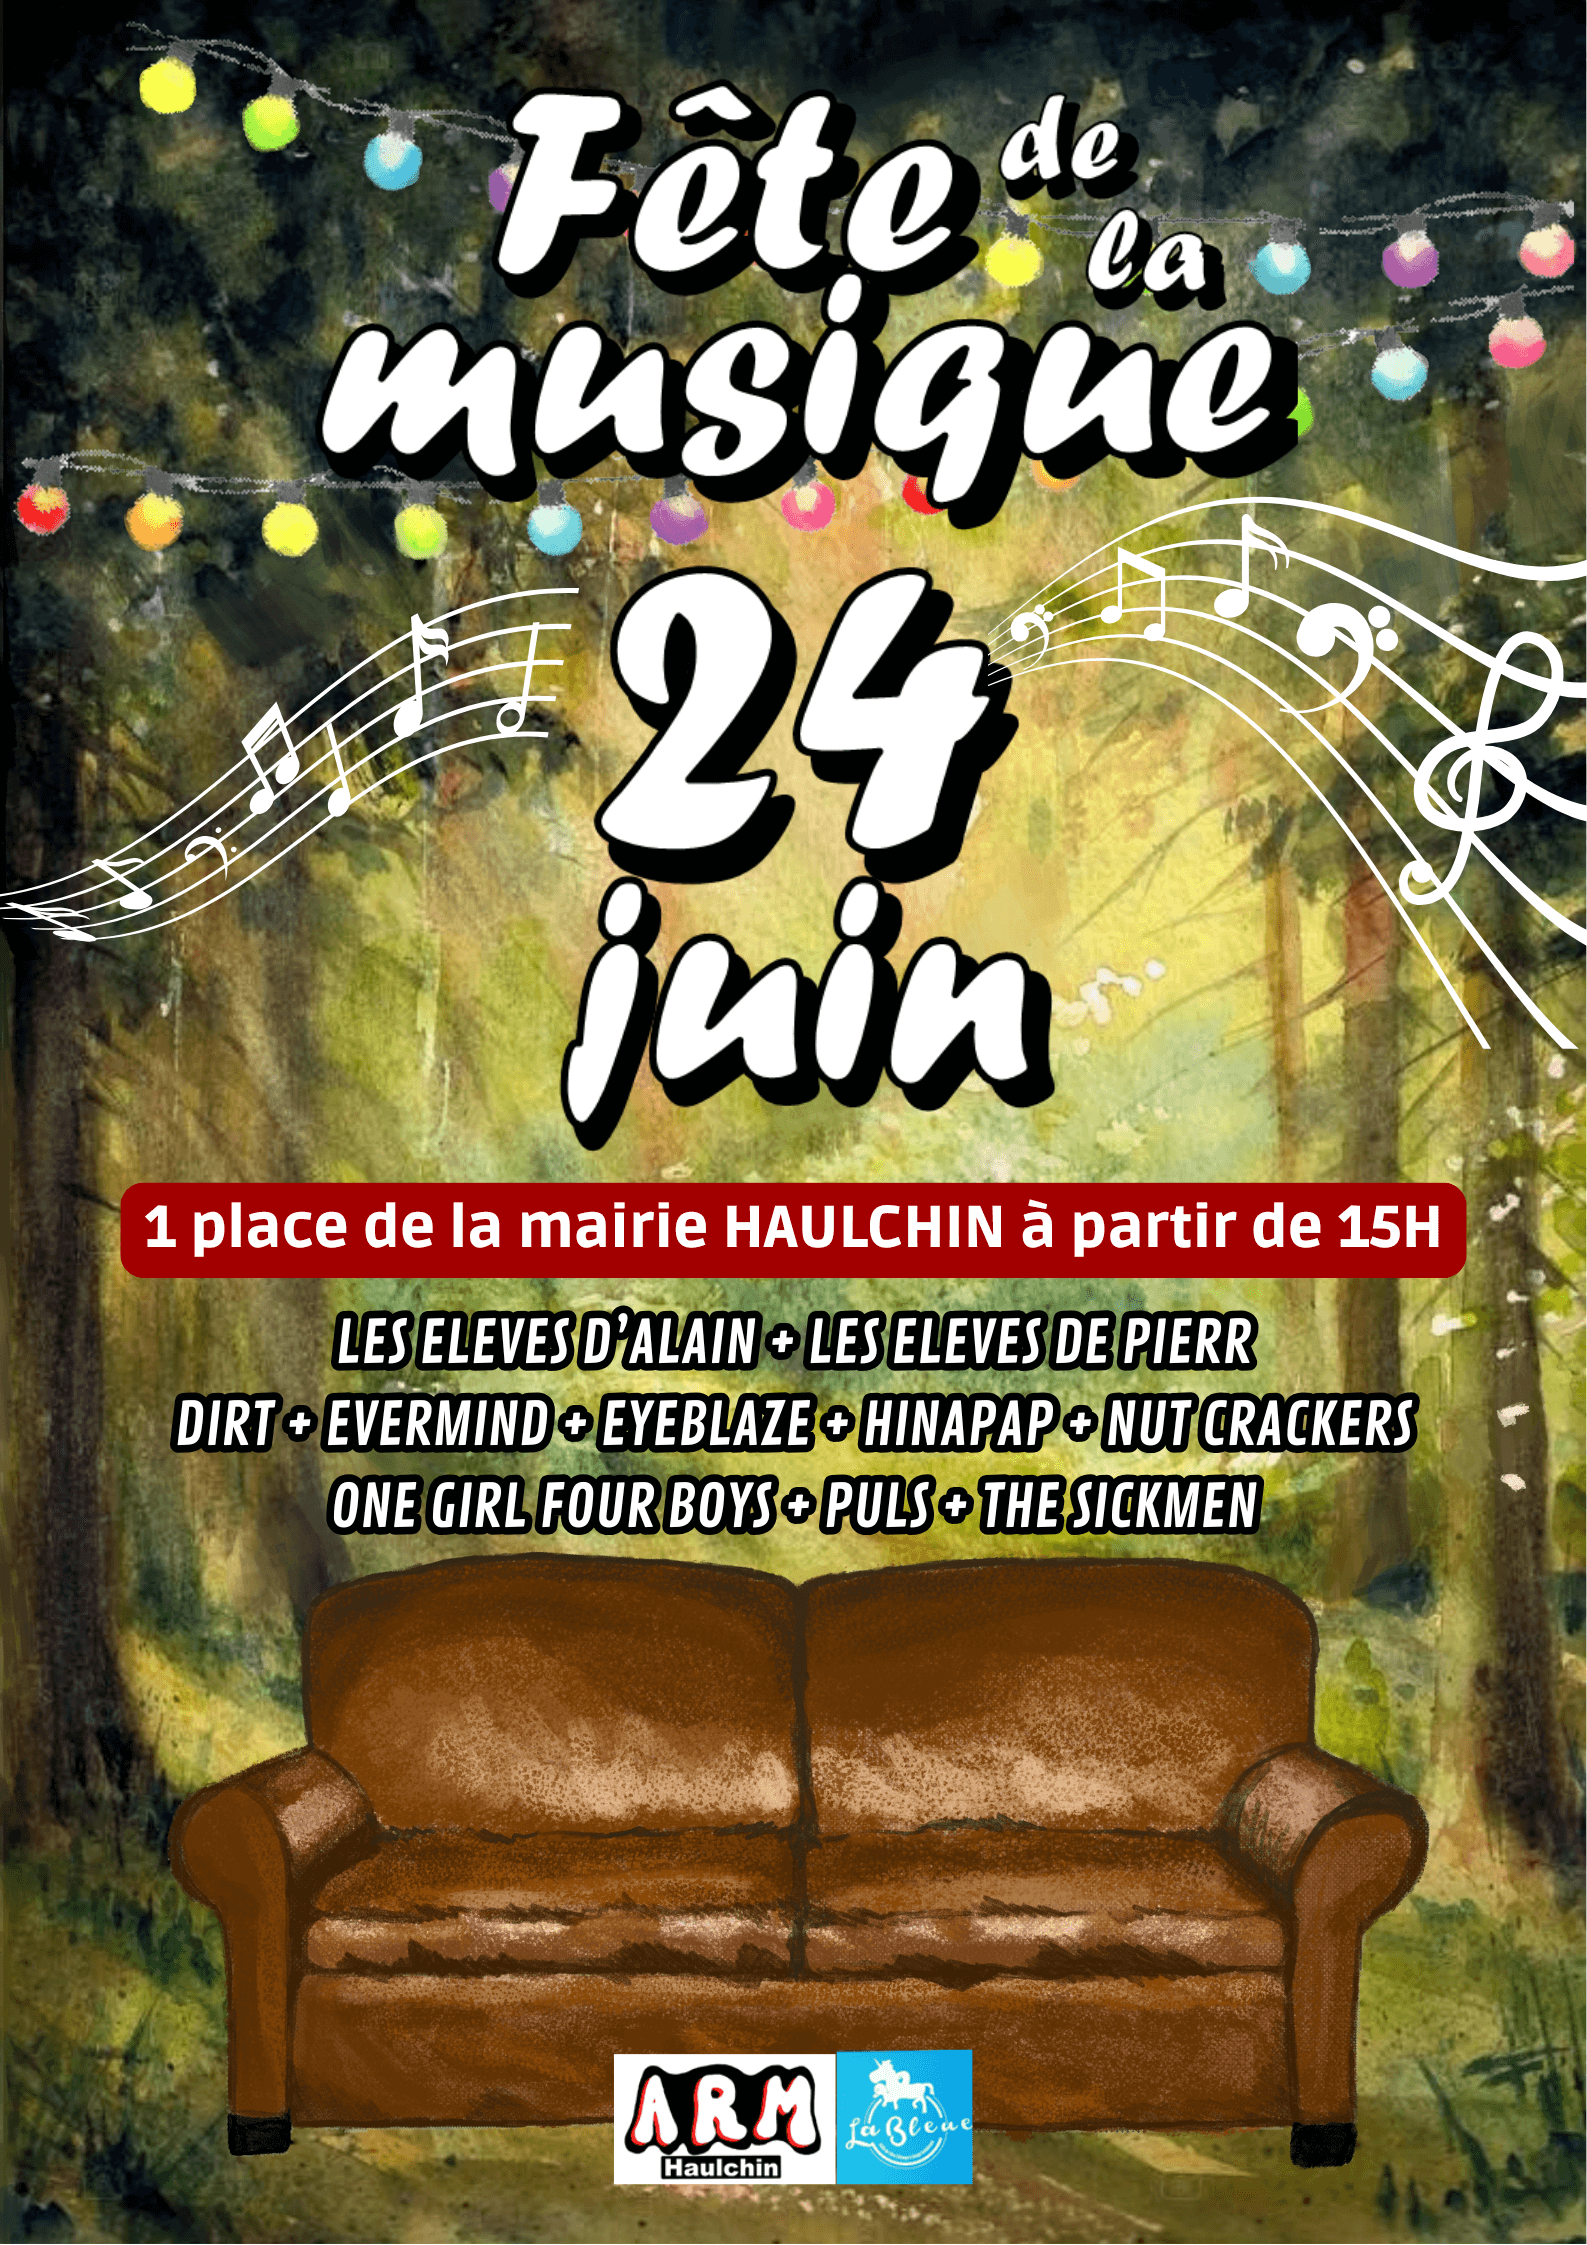 Fête de la
musique
24
juin
1 place de la mairie HAULCHIN à partir de 15H
LES ELEVES D'ALAIN + LES ELEVES DE PIERR
DIRT + EVERMIND + EYEBLAZE + HINAPAP + NUT CRACKERS
ONE GIRL FOUR BOYS + PULS + THE SICKMEN
A.R.M
Haulchin
La Bleue